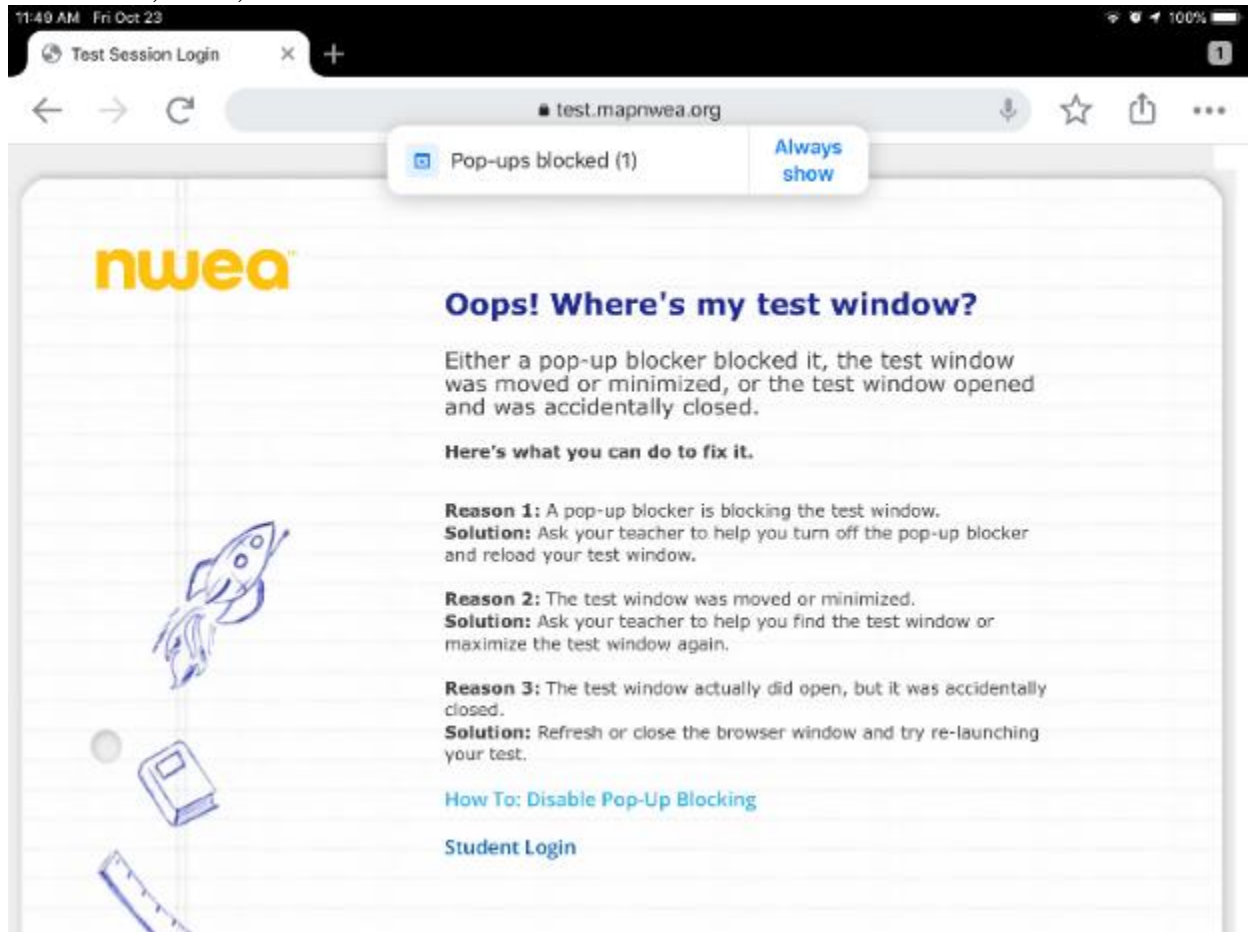 11:49 AM Fri Oct 23
100%
Test Session Login
1
test.mapnwea.org
Pop-ups blocked (1)
Always
show
nwea™
Oops! Where's my test window?
Either a pop-up blocker blocked it, the test window
was moved or minimized, or the test window opened
and was accidentally closed.
Here's what you can do to fix it.
Reason 1: A pop-up blocker is blocking the test window.
Solution: Ask your teacher to help you turn off the pop-up blocker
and reload your test window.
Reason 2: The test window was moved or minimized.
Solution: Ask your teacher to help you find the test window or
maximize the test window again.
Reason 3: The test window actually did open, but it was accidentally
closed.
Solution: Refresh or close the browser window and try re-launching
your test.
How To: Disable Pop-Up Blocking
Student Login